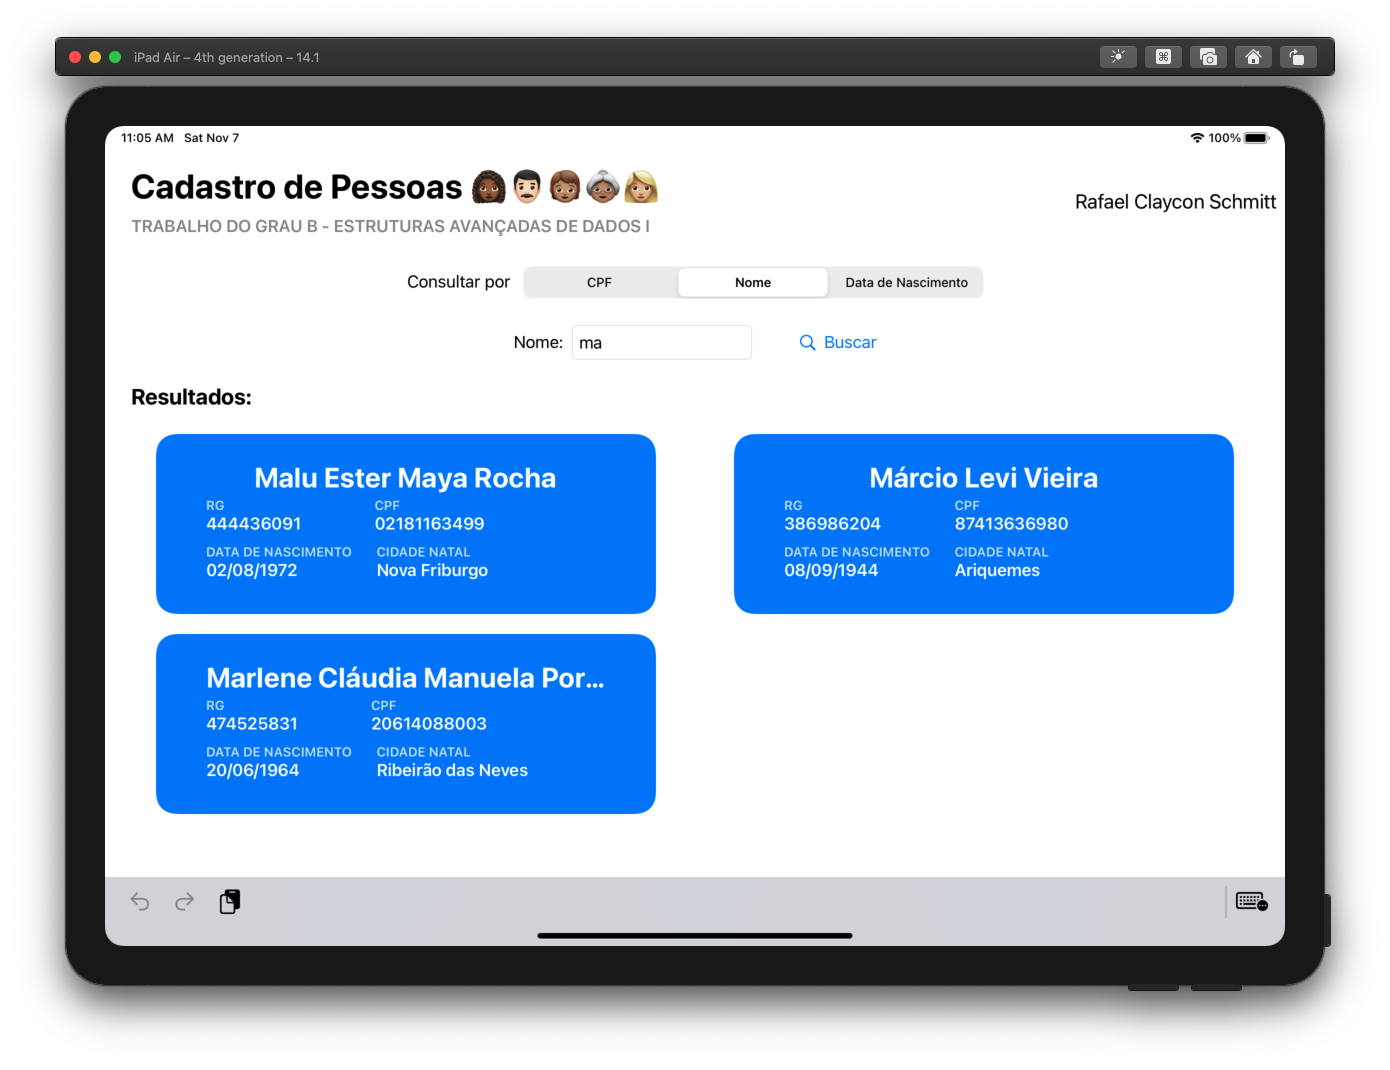 iPad Air – 4th generation – 14.1
11:05 AM Sat Nov 7
100%
Cadastro de Pessoas
Rafael Claycon Schmitt
TRABALHO DO GRAU B - ESTRUTURAS AVANÇADAS DE DADOS I
Consultar por CPF Nome Data de Nascimento
Nome: ma Buscar
Resultados:
Malu Ester Maya Rocha
RG CPF
444436091 02181163499
DATA DE NASCIMENTO CIDADE NATAL
02/08/1972 Nova Friburgo
Márcio Levi Vieira
RG CPF
386986204 87413636980
DATA DE NASCIMENTO CIDADE NATAL
08/09/1944 Ariquemes
Marlene Cláudia Manuela Por...
RG CPF
474525831 20614088003
DATA DE NASCIMENTO CIDADE NATAL
20/06/1964 Ribeirão das Neves